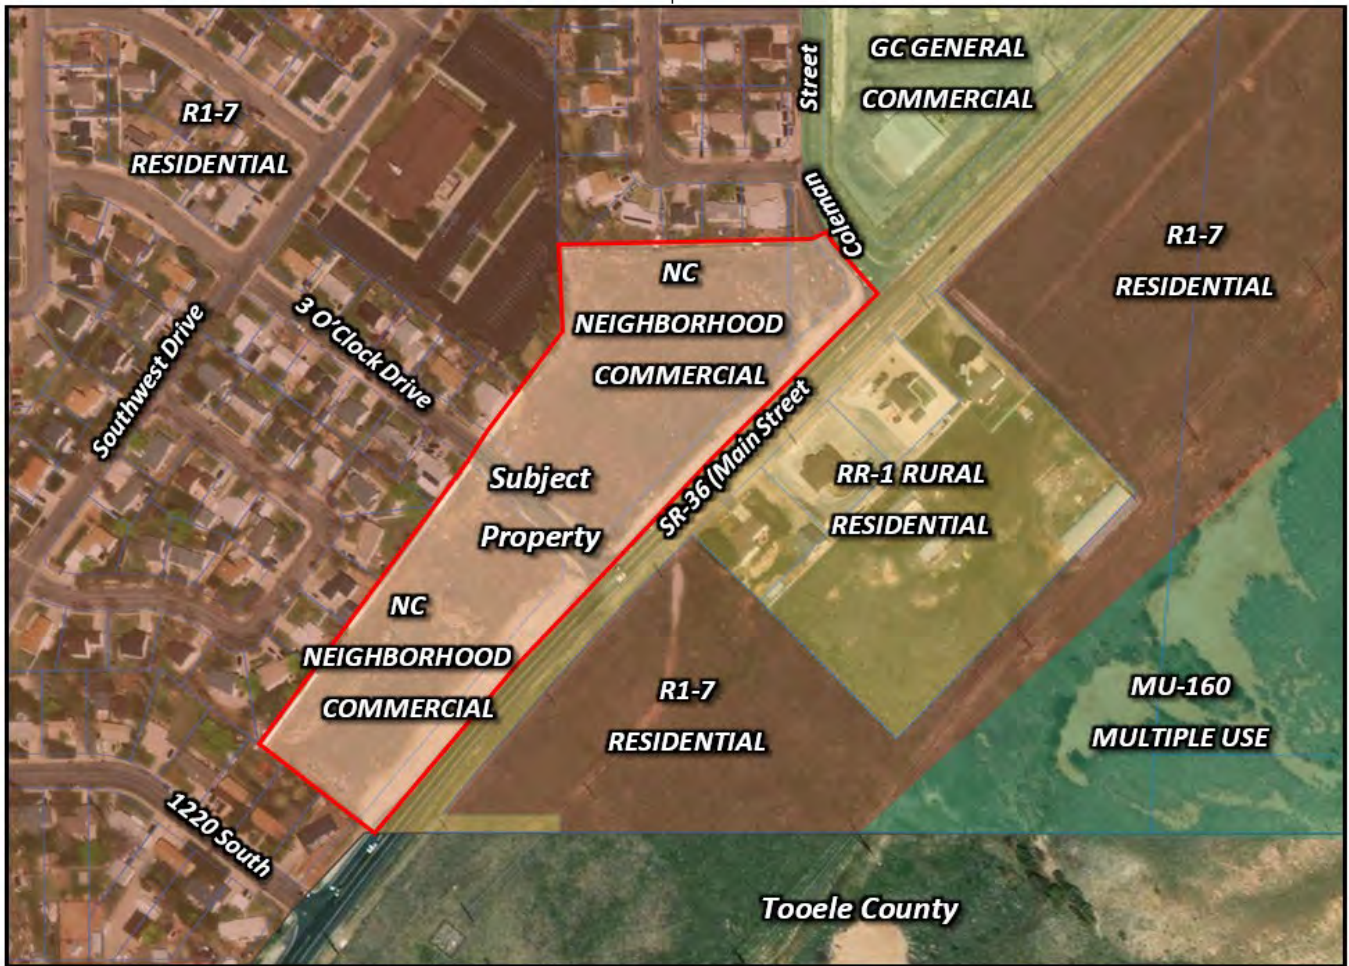 GC GENERAL
COMMERCIAL
Street
Coleman
R1-7
RESIDENTIAL
R1-7
RESIDENTIAL
NC
NEIGHBORHOOD
COMMERCIAL
3 O'Clock Drive
Southwest Drive
SR-36 (Main Street
Subject
Property
RR-1 RURAL
RESIDENTIAL
NC
NEIGHBORHOOD
COMMERCIAL
R1-7
RESIDENTIAL
MU-160
MULTIPLE USE
1220 South
Tooele County